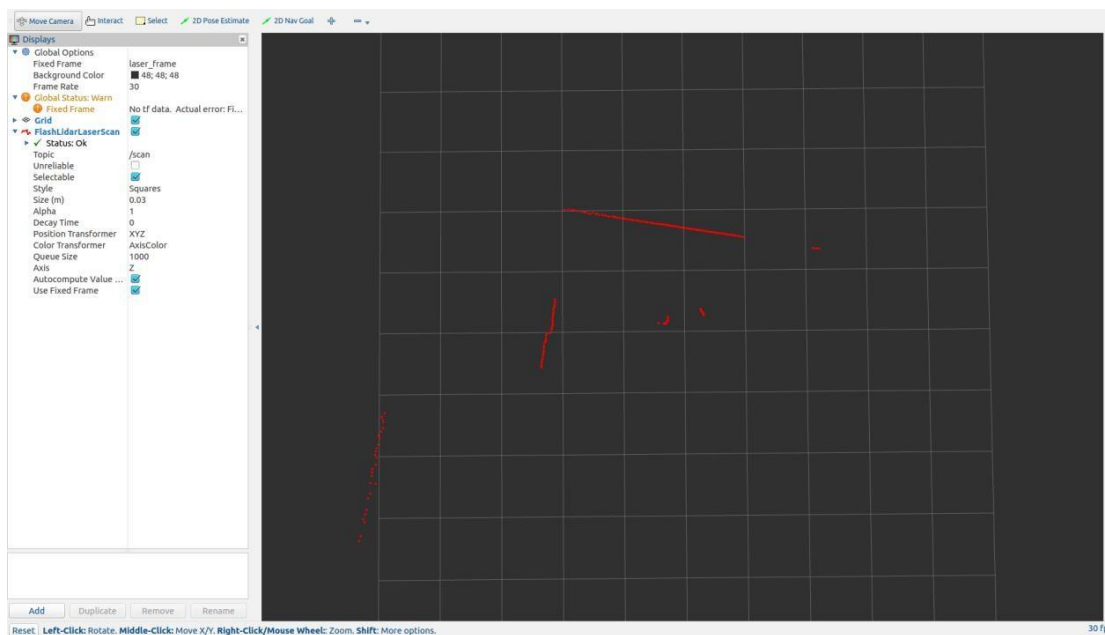 Move Camera Interact Select 2D Pose Estimate 2D Nav Goal
Displays
Global Options
Fixed Frame laser_frame
Background Color 48; 48; 48
Frame Rate 30
Global Status: Warn
Fixed Frame No tf data. Actual error: Fi...
Grid
FlashLidarLaserScan
Status: Ok
Topic /scan
Unreliable
Selectable
Style Squares
Size (m) 0.03
Alpha 1
Decay Time 0
Position Transformer XYZ
Color Transformer AxisColor
Queue Size 1000
Axis Z
Autocompute Value ...
Use Fixed Frame
Add Duplicate Remove Rename
Reset Left-Click: Rotate. Middle-Click: Move X/Y. Right-Click/Mouse Wheel: Zoom. Shift: More options. 30 f